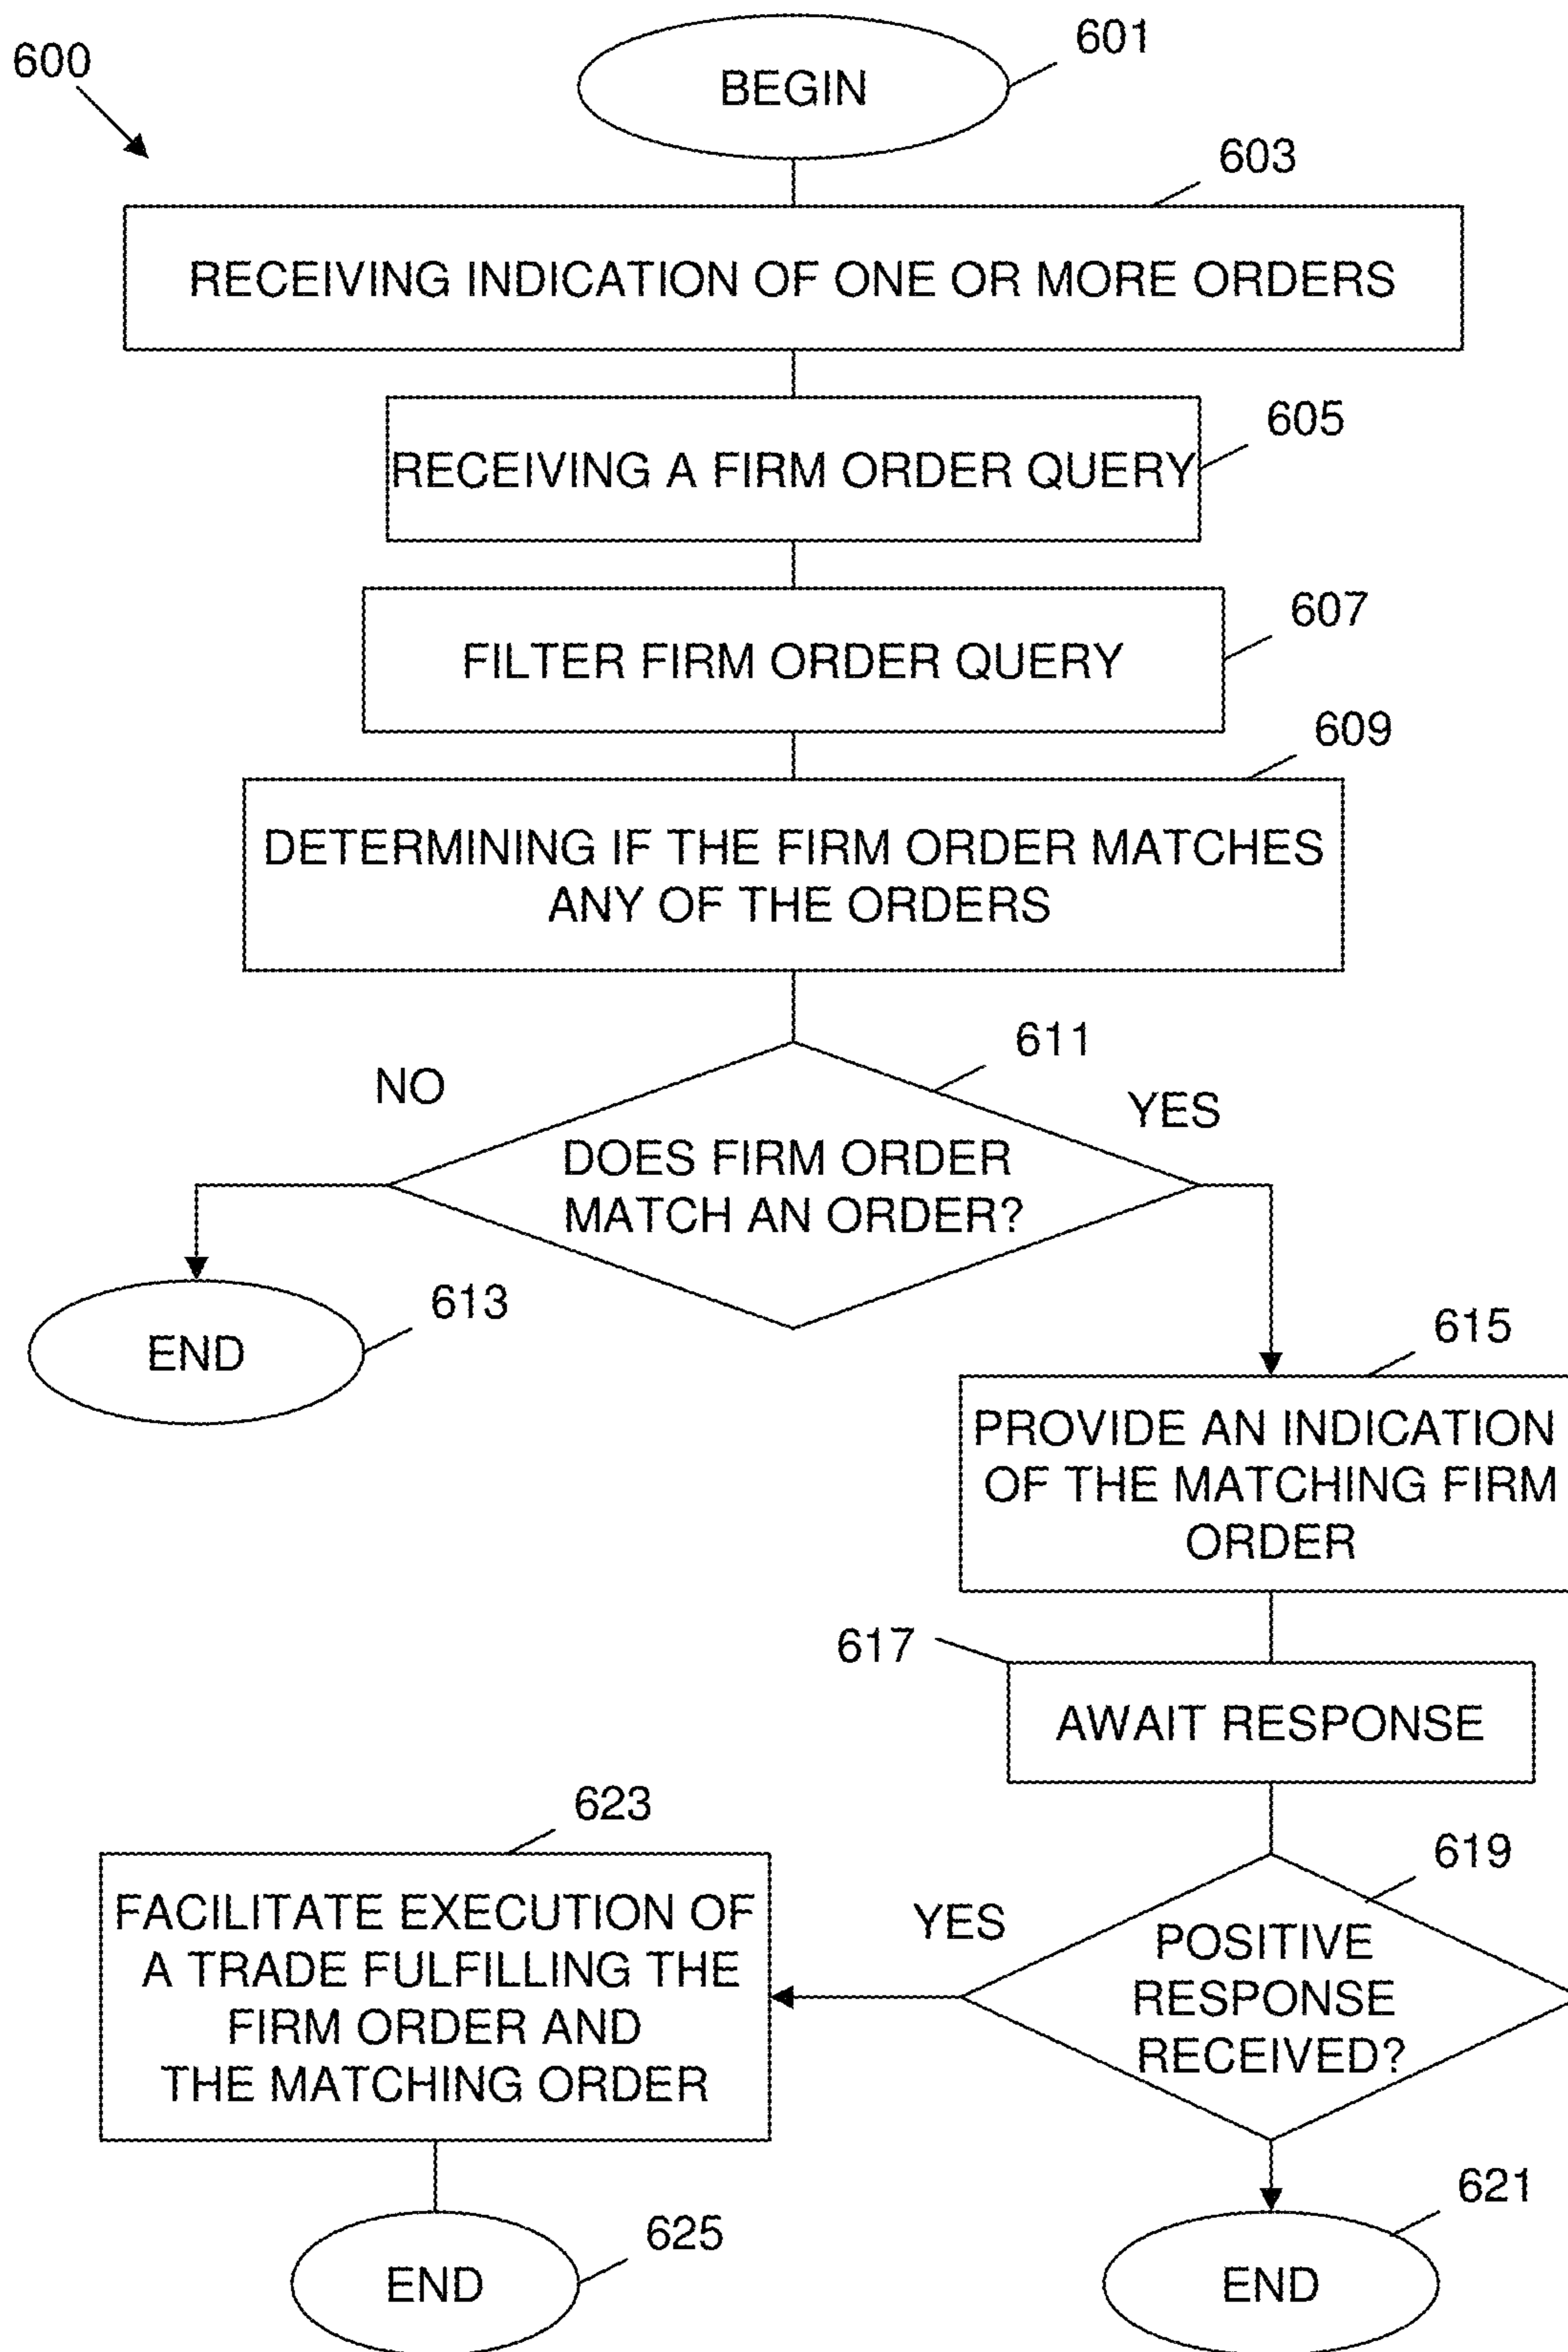 600
BEGIN
601
603
RECEIVING INDICATION OF ONE OR MORE ORDERS
605
RECEIVING A FIRM ORDER QUERY
607
FILTER FIRM ORDER QUERY
609
DETERMINING IF THE FIRM ORDER MATCHES
ANY OF THE ORDERS
611
NO
YES
DOES FIRM ORDER
MATCH AN ORDER?
613
END
615
PROVIDE AN INDICATION
OF THE MATCHING FIRM
ORDER
617
AWAIT RESPONSE
619
POSITIVE
RESPONSE
RECEIVED?
YES
623
FACILITATE EXECUTION OF
A TRADE FULFILLING THE
FIRM ORDER AND
THE MATCHING ORDER
625
END
621
END